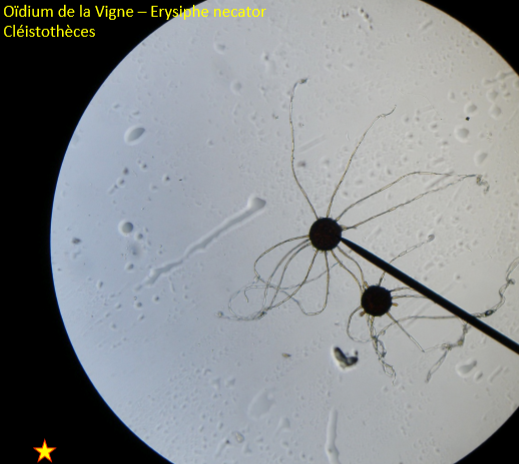 Oïdium de la Vigne – Erysiphe necator
Cléistothèces